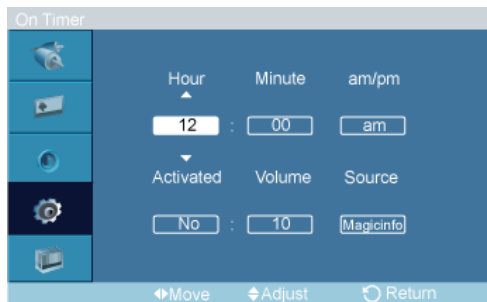 On Timer
Hour Minute am/pm
12 : 00 am
Activated Volume Source
No : 10 Magicinfo
Move Adjust Return